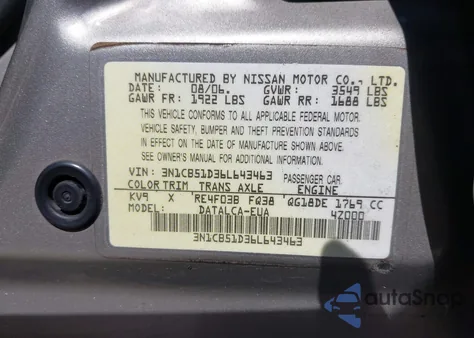 MANUFACTURED BY NISSAN MOTOR CO., LTD.
DATE: 08/06. GVWR: 3549 LBS
GAWR FR: 1922 LBS GAWR RR: 1688 LBS
THIS VEHICLE CONFORMS TO ALL APPLICABLE FEDERAL MOTOR
VEHICLE SAFETY, BUMPER AND THEFT PREVENTION STANDARDS
IN EFFECT ON THE DATE OF MANUFACTURE SHOWN ABOVE.
SEE OWNER'S MANUAL FOR ADDITIONAL INFORMATION.
VIN: 3N1CB51D36L643463 PASSENGER CAR.
COLOR TRIM TRANS AXLE ENGINE
KV9 X RE4F03B FQ38 QG18DE 1769 CC
MODEL: DATALCA-EUA 4Z000
3N1CB51D36L643463
autoSnap